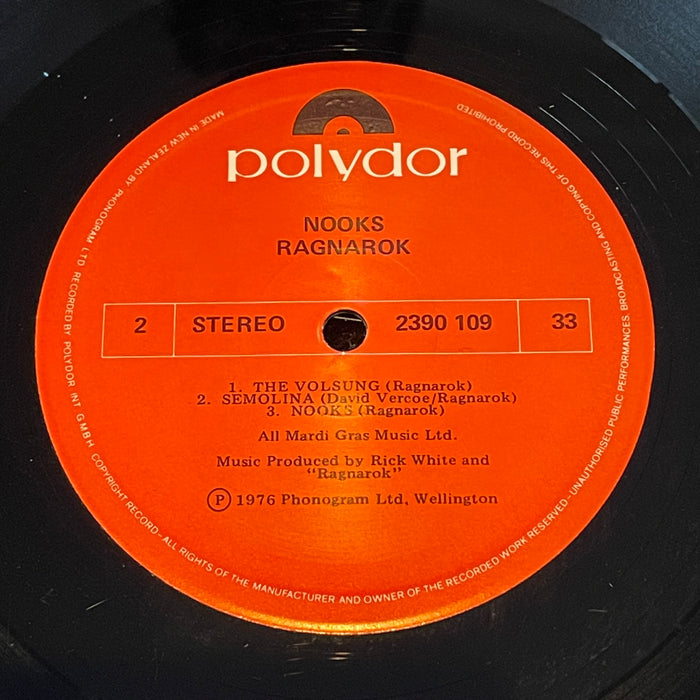 polydor
NOOKS
RAGNAROK
2 STEREO 2390 109 33
1. THE VOLSUNG (Ragnarok)
2. SEMOLINA (David Vercoe/Ragnarok)
3. NOOKS (Ragnarok)
All Mardi Gras Music Ltd.
Music Produced by Rick White and
"Ragnarok"
Ⓟ 1976 Phonogram Ltd, Wellington
MADE IN NEW ZEALAND BY PHONOGRAM LTD RECORDED BY POLYDOR INT GMBH COPYRIGHT RECORD - ALL RIGHTS OF THE MANUFACTURER AND OWNER OF THE RECORDED WORK RESERVED - UNAUTHORISED PUBLIC PERFORMANCES. BROADCASTING AND COPYING OF THIS RECORD PROHIBITED